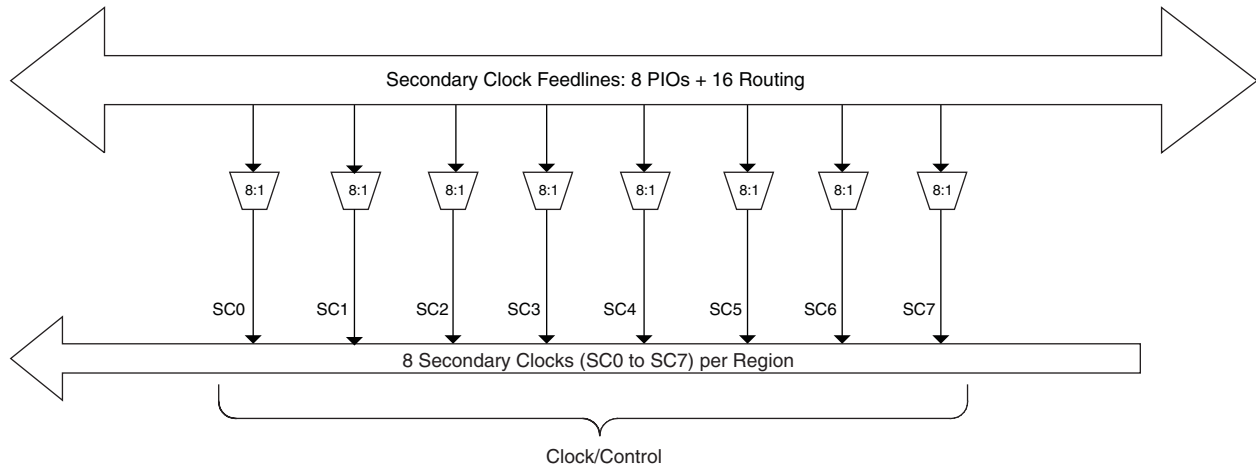 Secondary Clock Feedlines: 8 PIOs + 16 Routing
8:1 8:1 8:1 8:1 8:1 8:1 8:1 8:1
SC0 SC1 SC2 SC3 SC4 SC5 SC6 SC7
8 Secondary Clocks (SC0 to SC7) per Region
Clock/Control